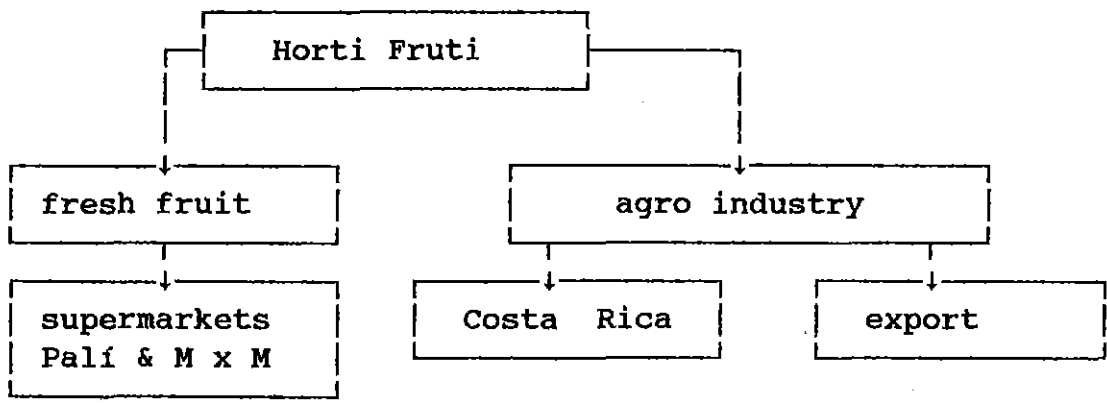 Horti Fruti
fresh fruit
agro industry
supermarkets
Palí & M x M
Costa Rica
export